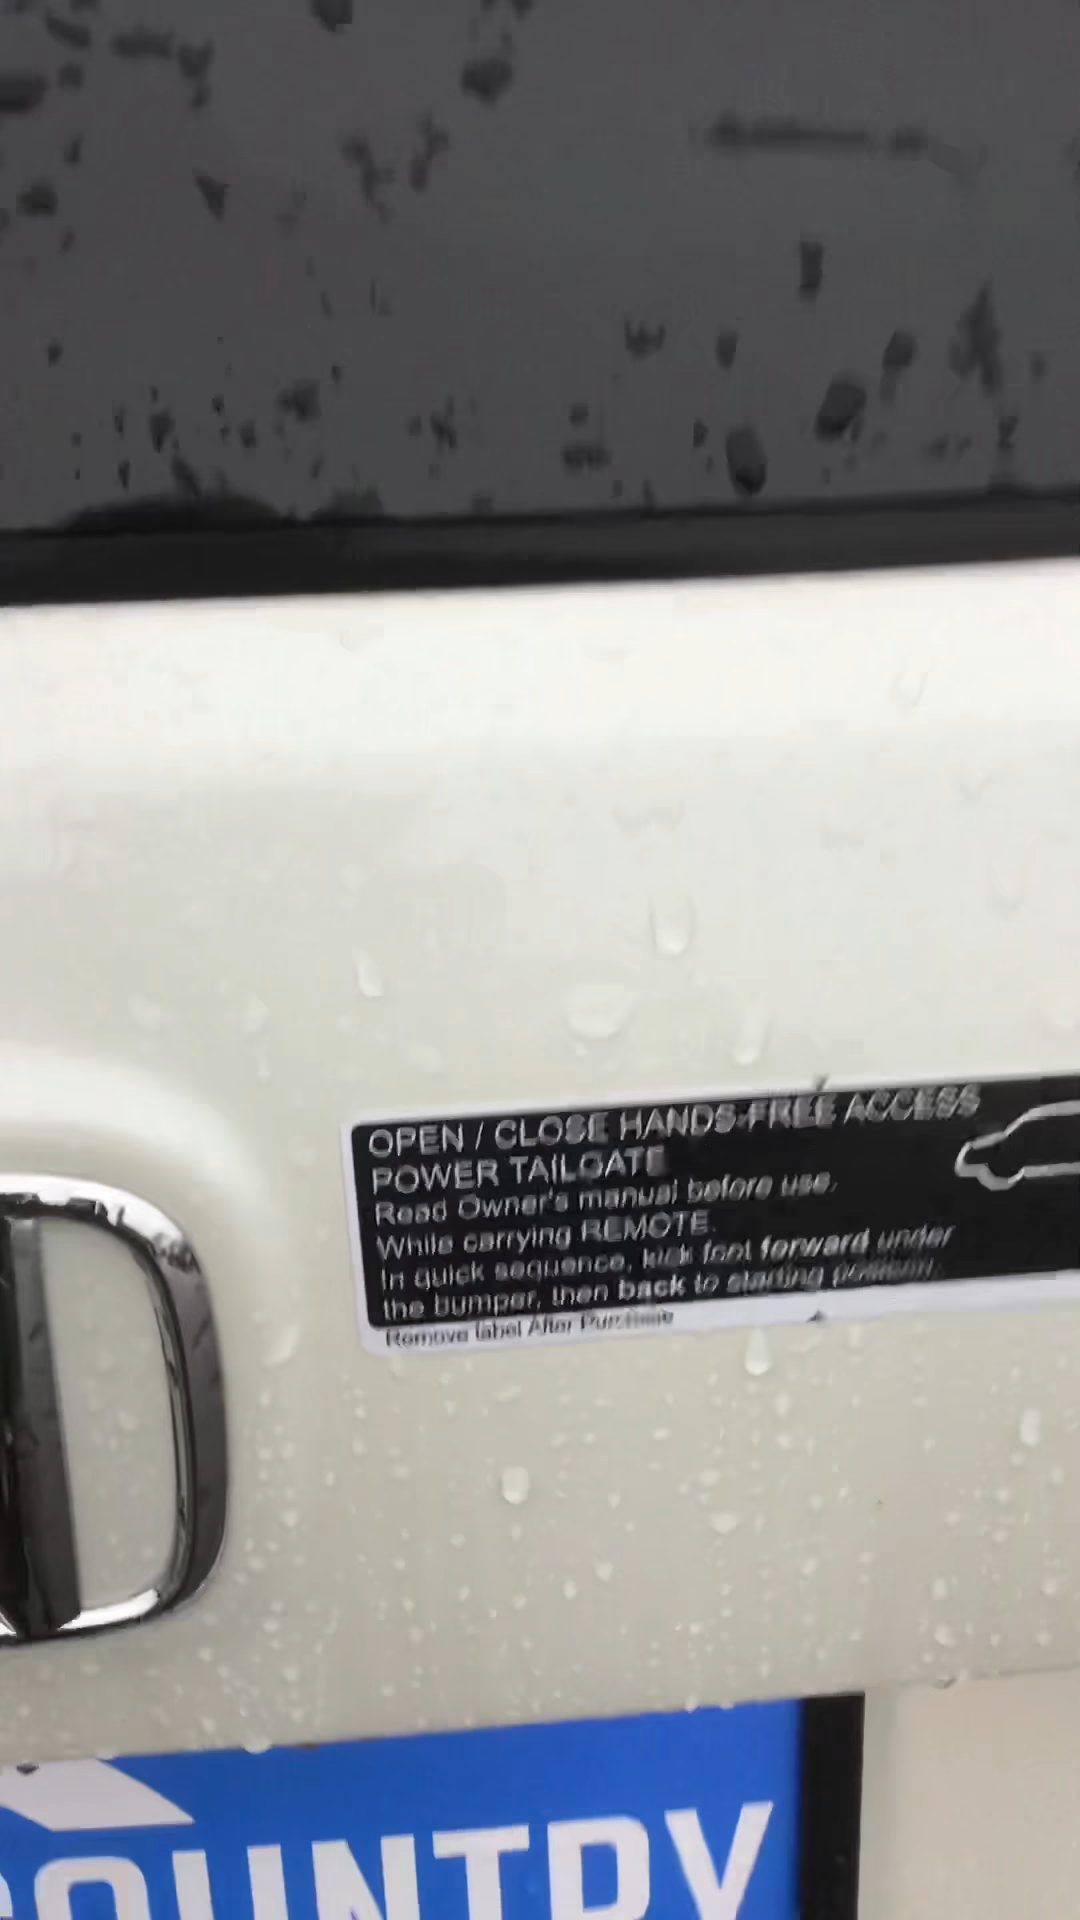 OPEN / CLOSE HANDS-FREE ACCESS
POWER TAILGATE
Read Owner's manual before use.
While carrying REMOTE.
In quick sequence, kick foot forward under
the bumper, then back to starting position.
Remove label After Purchase
COUNTRY